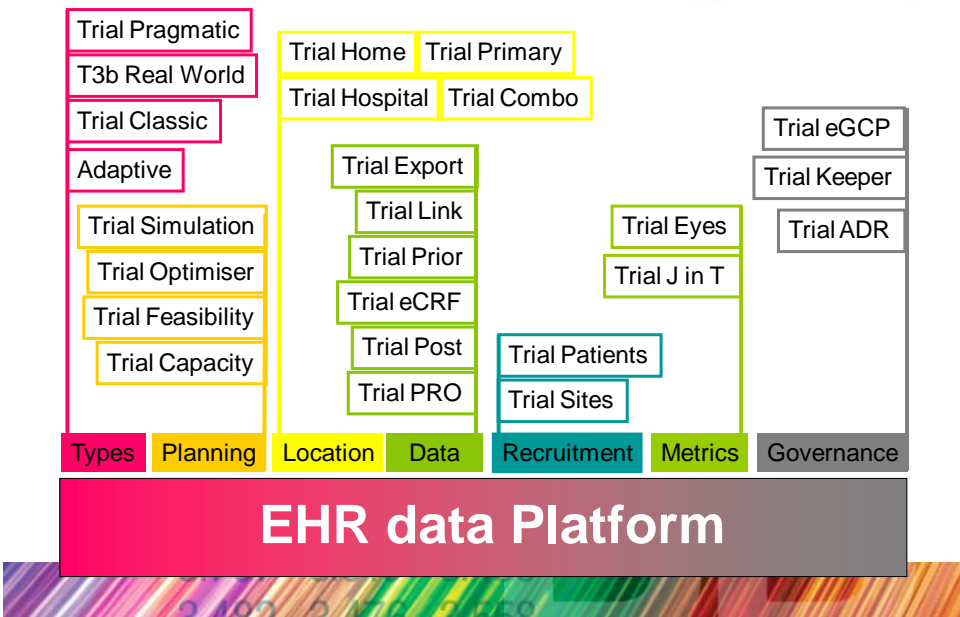 Trial Pragmatic
T3b Real World
Trial Classic
Adaptive
Trial Simulation
Trial Optimiser
Trial Feasibility
Trial Capacity
Trial Home
Trial Primary
Trial Hospital
Trial Combo
Trial Export
Trial Link
Trial Prior
Trial eCRF
Trial Post
Trial PRO
Trial Patients
Trial Sites
Trial Eyes
Trial J in T
Trial eGCP
Trial Keeper
Trial ADR
Types
Planning
Location
Data
Recruitment
Metrics
Governance
EHR data Platform